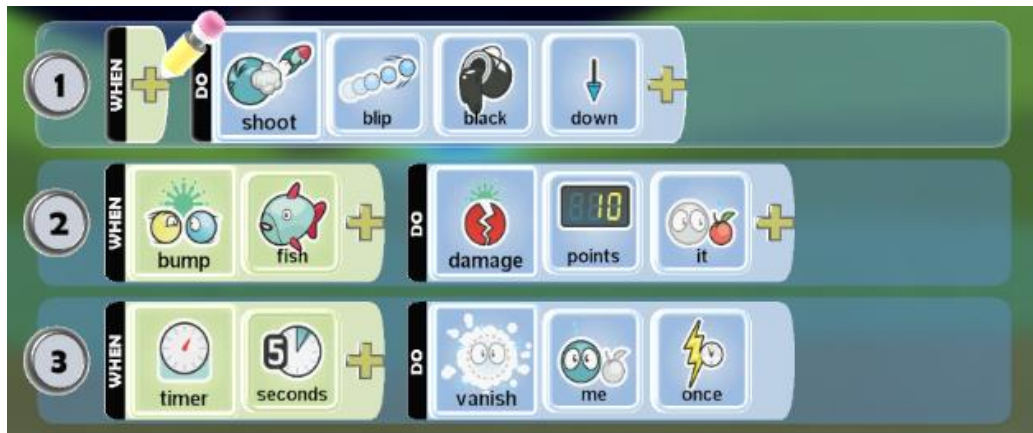 1 WHEN DO shoot blip black down
2 WHEN bump fish DO damage 10 points it
3 WHEN timer 5 seconds DO vanish me once